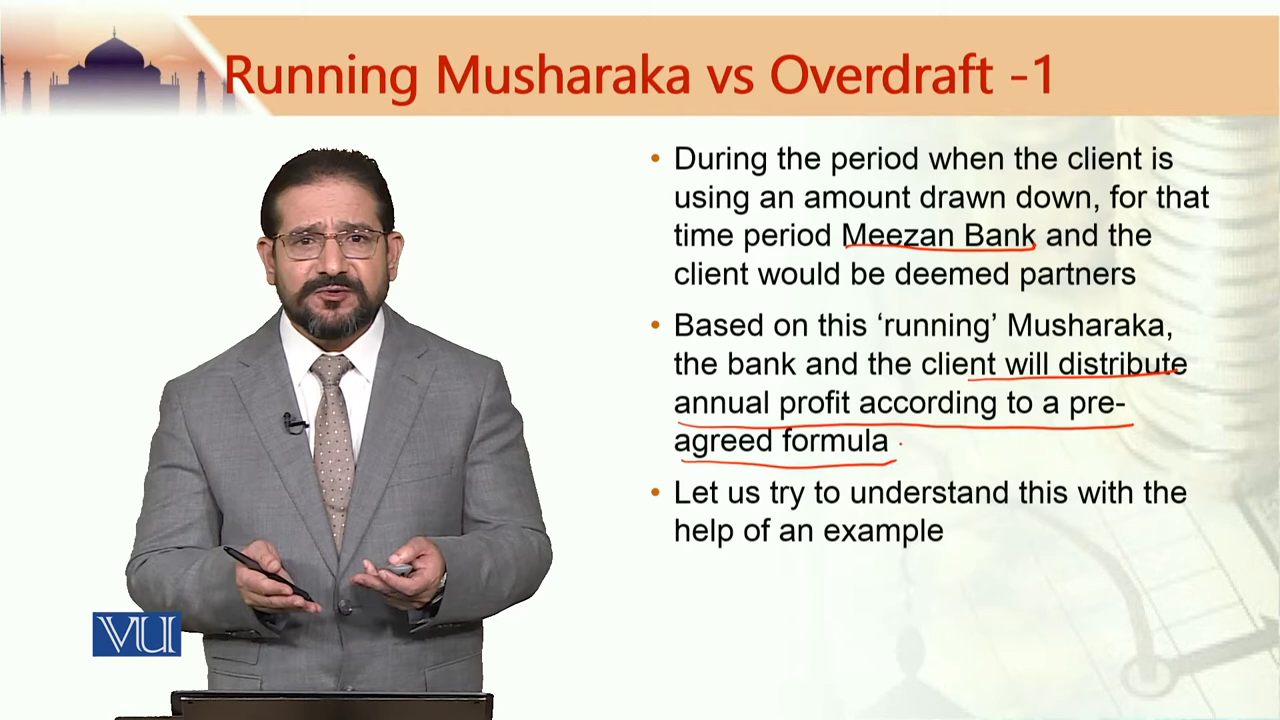 Running Musharaka vs Overdraft -1
• During the period when the client is
using an amount drawn down, for that
time period Meezan Bank and the
client would be deemed partners
• Based on this ‘running’ Musharaka,
the bank and the client will distribute
annual profit according to a pre-
agreed formula
• Let us try to understand this with the
help of an example
VU